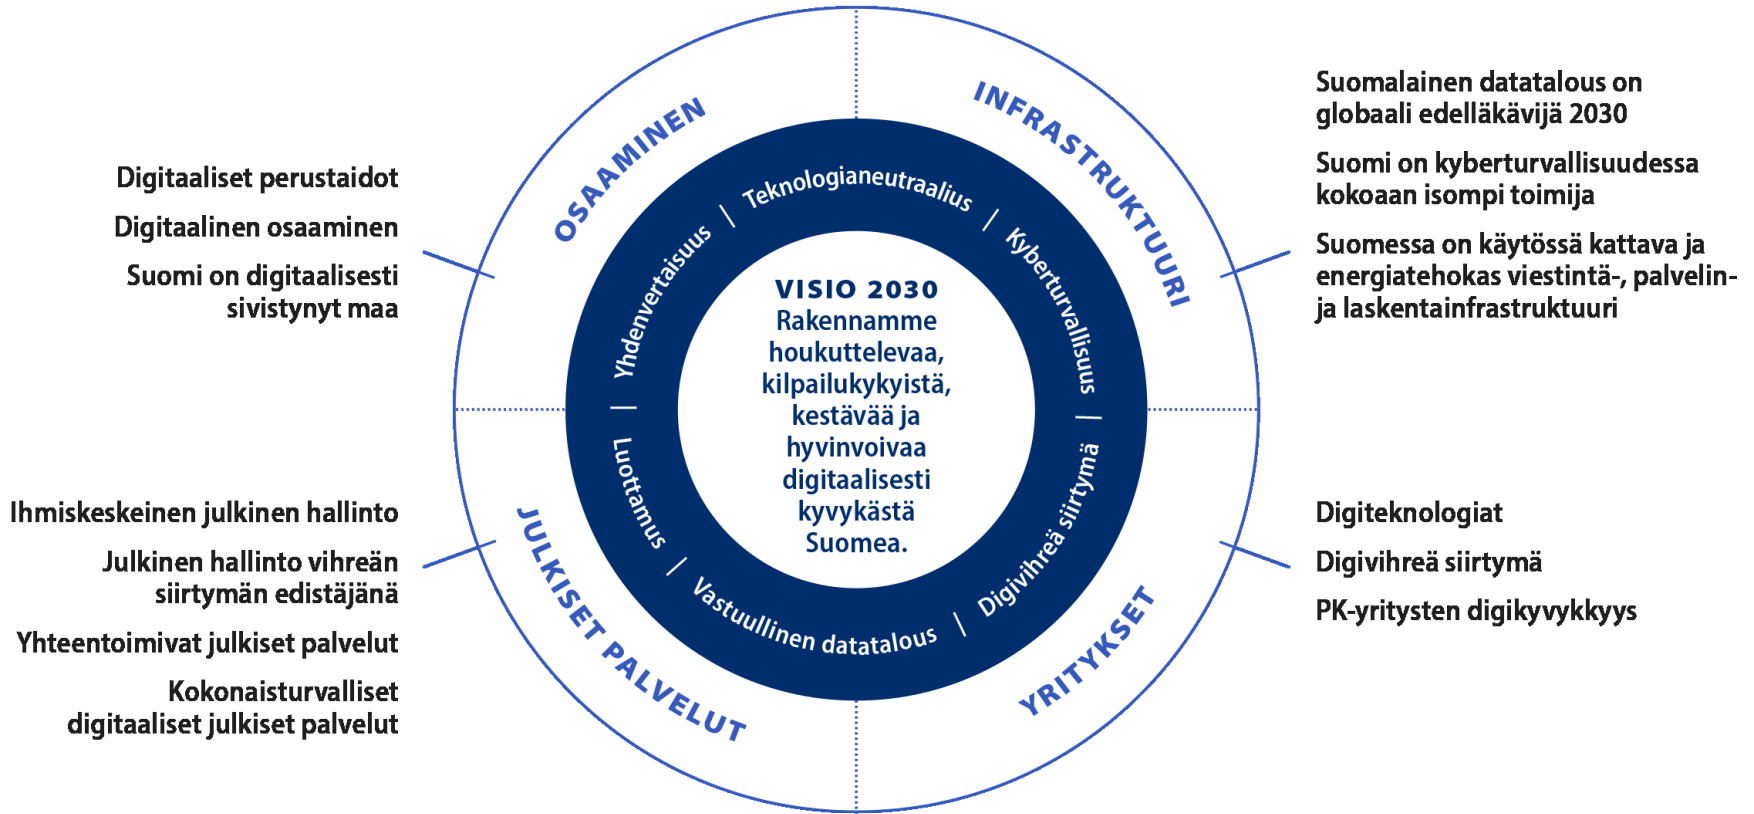 OSAAMINEN
Digitaaliset perustaidot
Digitaalinen osaaminen
Suomi on digitaalisesti
sivistynyt maa
INFRASTRUKTUURI
Suomalainen datatalous on
globaali edelläkävijä 2030
Suomi on kyberturvallisuudessa
kokoaan isompi toimija
Suomessa on käytössä kattava ja
energiatehokas viestintä-, palvelin-
ja laskentainfrastruktuuri
Yhdenvertaisuus | Teknologianeutraalius | Kyberturvallisuus | Digivihreä siirtymä | Vastuullinen datatalous | Luottamus |
VISIO 2030
Rakennamme
houkuttelevaa,
kilpailukykyistä,
kestävää ja
hyvinvoivaa
digitaalisesti
kyvykästä
Suomea.
JULKISET PALVELUT
Ihmiskeskeinen julkinen hallinto
Julkinen hallinto vihreän
siirtymän edistäjänä
Yhteentoimivat julkiset palvelut
Kokonaisturvalliset
digitaaliset julkiset palvelut
YRITYKSET
Digiteknologiat
Digivihreä siirtymä
PK-yritysten digikyvykkyys